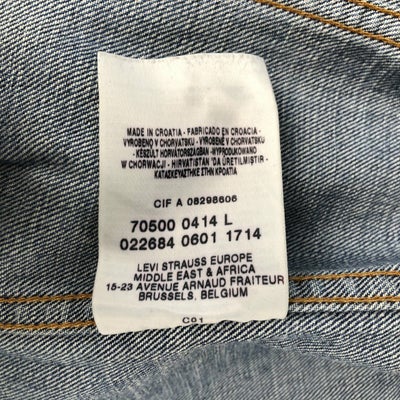 MADE IN CROATIA - FABRICADO EN CROACIA -
VYROBENO V CHORVATSKU - VYROBENÉ V CHORVÁTSKU
- KÉSZÜLT HORVÁTORSZÁGBAN - WYPRODUKOWANO
W CHORWACJI - HIRVATISTAN'DA ÜRETILMIŞTIR -
ΚΑΤΑΣΚΕΥΑΖΤΗΚΕ ΣΤΗΝ ΚΡΟΑΤΙΑ
CIF A 08298606
70500 0414 L
022684 0601 1714
LEVI STRAUSS EUROPE
MIDDLE EAST & AFRICA
15-23 AVENUE ARNAUD FRAITEUR
BRUSSELS, BELGIUM
C01